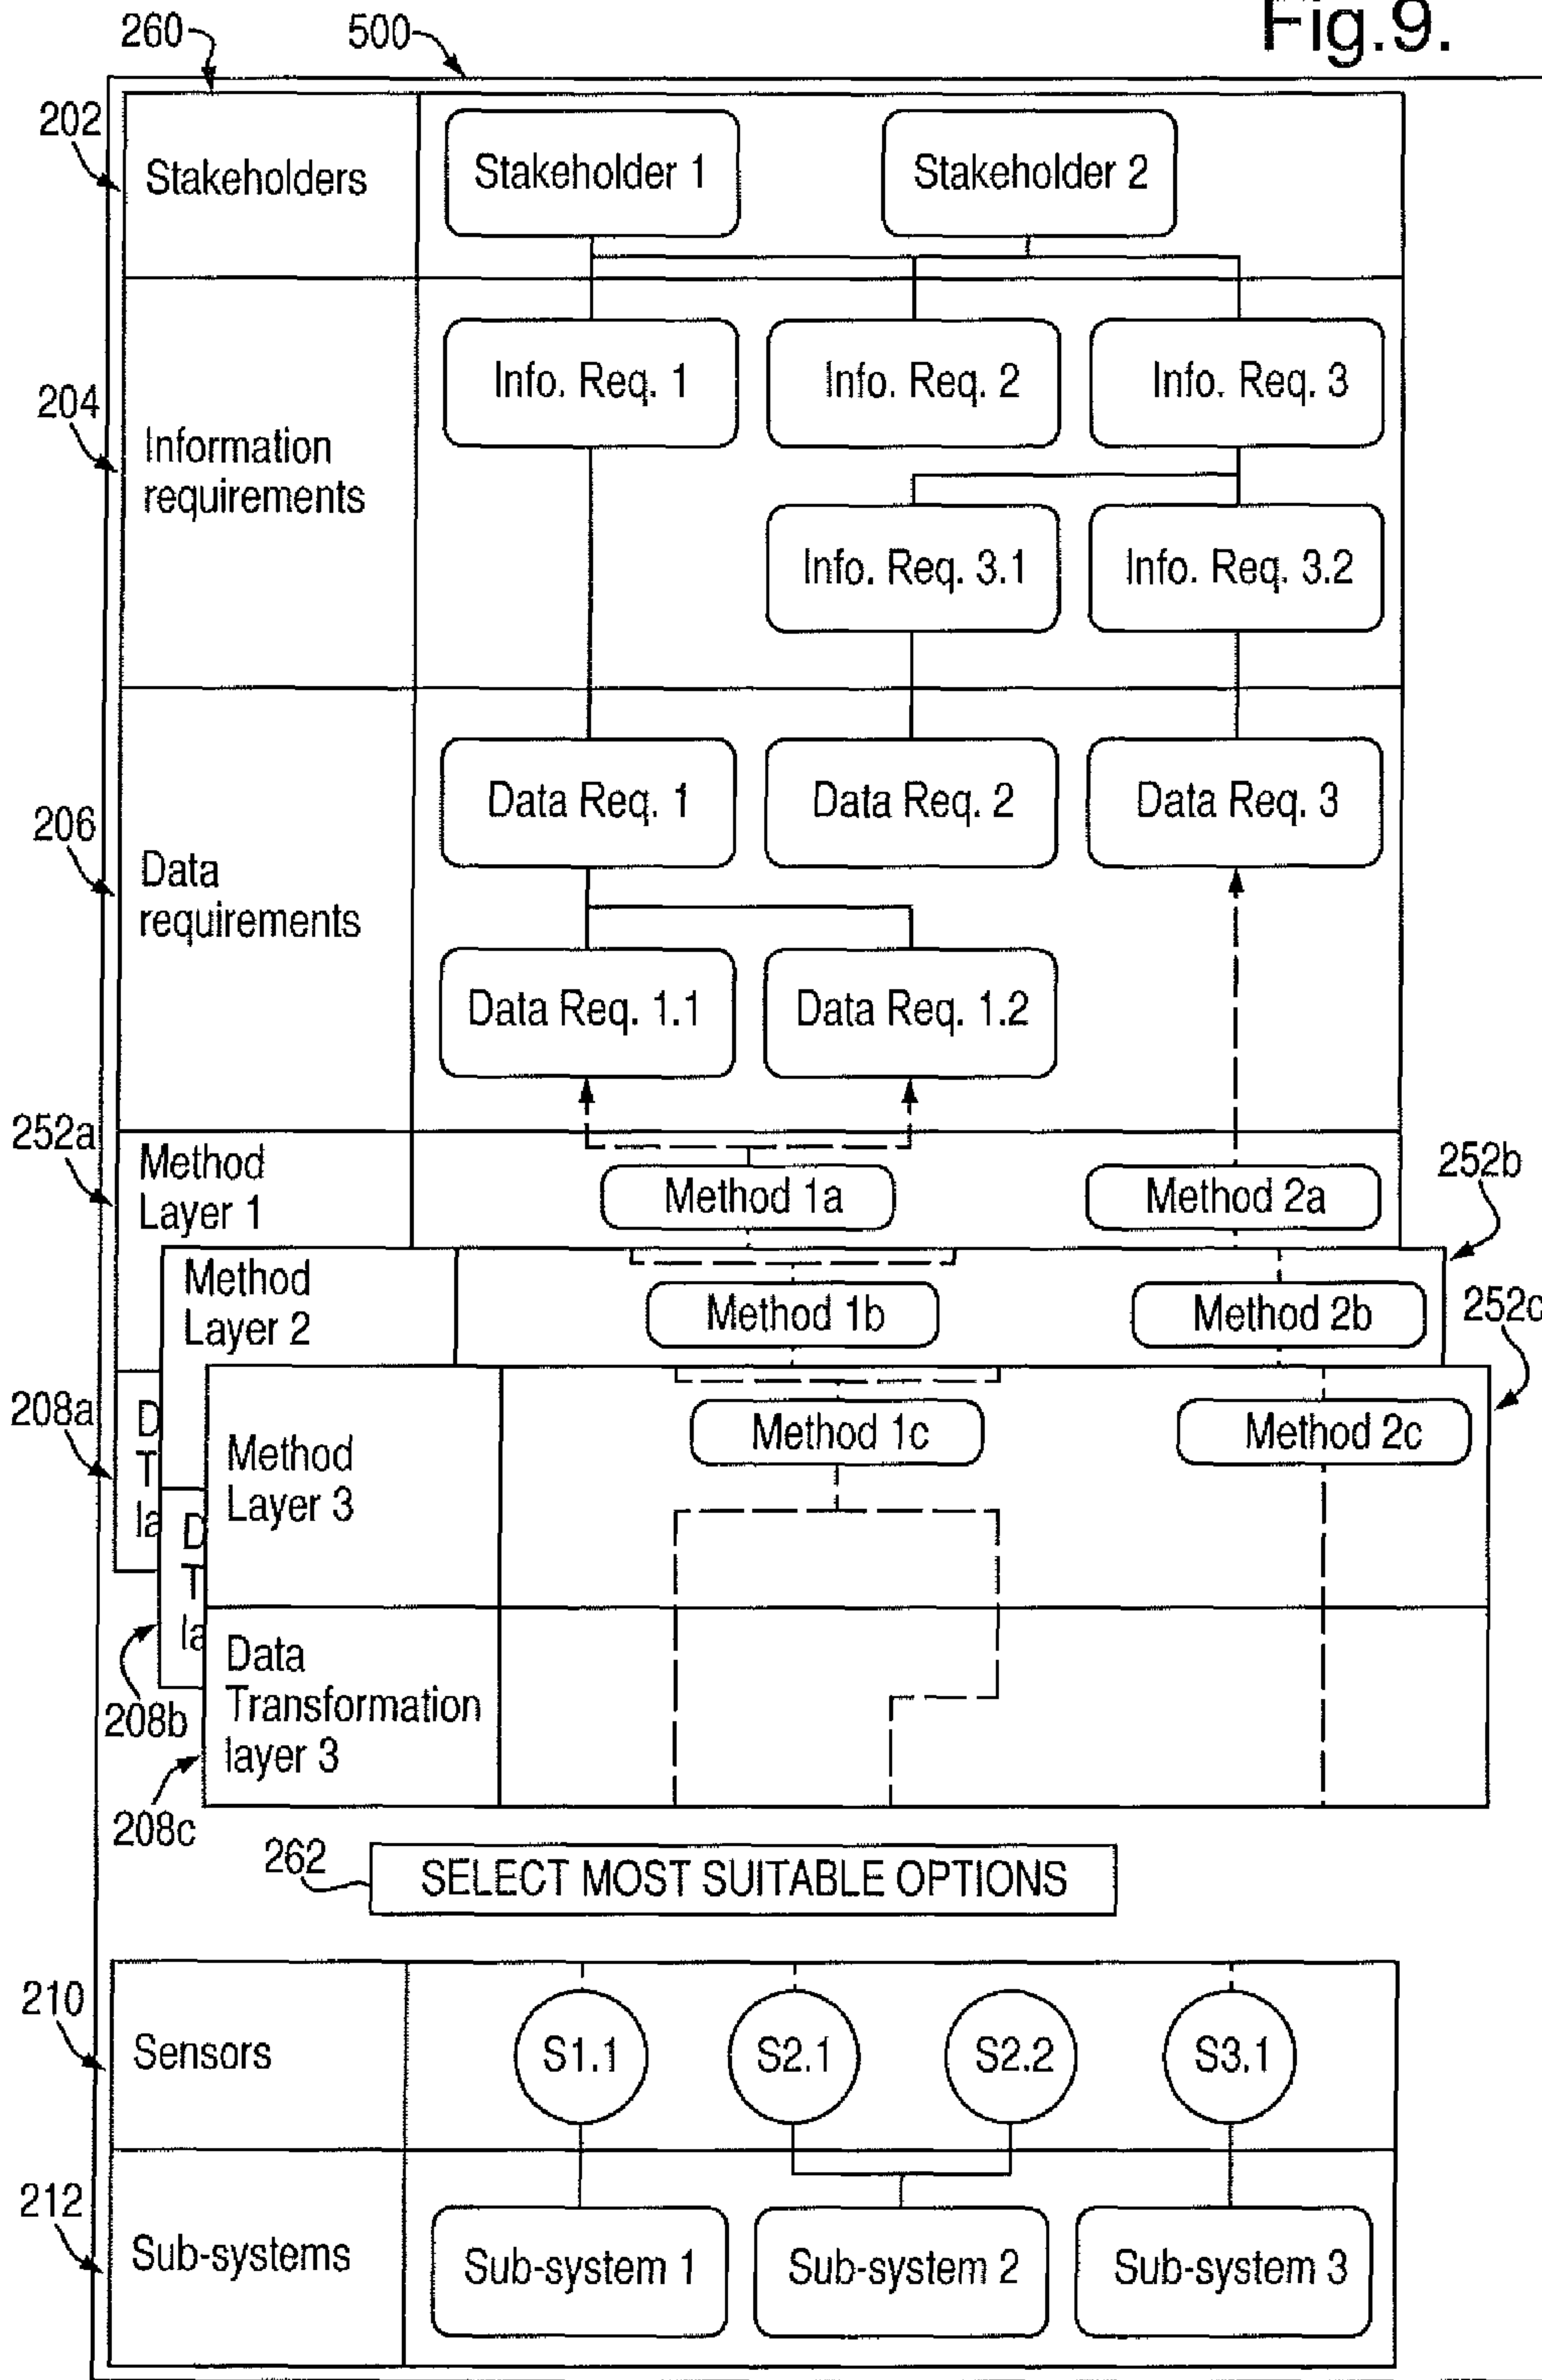 Fig.9.
260
500
202
Stakeholders
Stakeholder 1
Stakeholder 2
204
Information
requirements
Info. Req. 1
Info. Req. 2
Info. Req. 3
Info. Req. 3.1
Info. Req. 3.2
206
Data
requirements
Data Req. 1
Data Req. 2
Data Req. 3
Data Req. 1.1
Data Req. 1.2
252a
Method
Layer 1
Method 1a
Method 2a
252b
Method
Layer 2
Method 1b
Method 2b
252c
208a
D
T
la
Method
Layer 3
Method 1c
Method 2c
D
T
la
208b
Data
Transformation
layer 3
208c
262
SELECT MOST SUITABLE OPTIONS
210
Sensors
S1.1
S2.1
S2.2
S3.1
212
Sub-systems
Sub-system 1
Sub-system 2
Sub-system 3